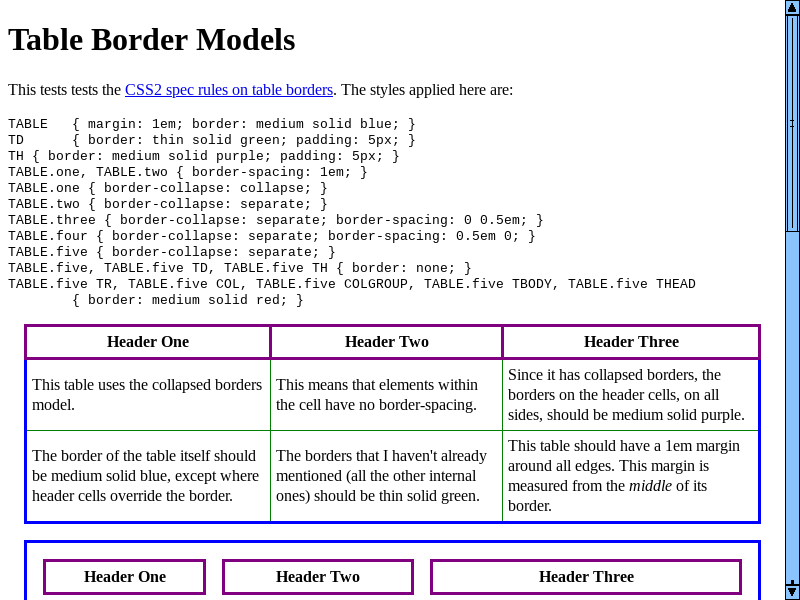 Table Border Models
This tests tests the CSS2 spec rules on table borders. The styles applied here are:
TABLE   { margin: 1em; border: medium solid blue; }
TD      { border: thin solid green; padding: 5px; }
TH { border: medium solid purple; padding: 5px; }
TABLE.one, TABLE.two { border-spacing: 1em; }
TABLE.one { border-collapse: collapse; }
TABLE.two { border-collapse: separate; }
TABLE.three { border-collapse: separate; border-spacing: 0 0.5em; }
TABLE.four { border-collapse: separate; border-spacing: 0.5em 0; }
TABLE.five { border-collapse: separate; }
TABLE.five, TABLE.five TD, TABLE.five TH { border: none; }
TABLE.five TR, TABLE.five COL, TABLE.five COLGROUP, TABLE.five TBODY, TABLE.five THEAD
        { border: medium solid red; }
Header One
Header Two
Header Three
This table uses the collapsed borders
model.
This means that elements within
the cell have no border-spacing.
Since it has collapsed borders, the
borders on the header cells, on all
sides, should be medium solid purple.
The border of the table itself should
be medium solid blue, except where
header cells override the border.
The borders that I haven't already
mentioned (all the other internal
ones) should be thin solid green.
This table should have a 1em margin
around all edges. This margin is
measured from the middle of its
border.
Header One
Header Two
Header Three